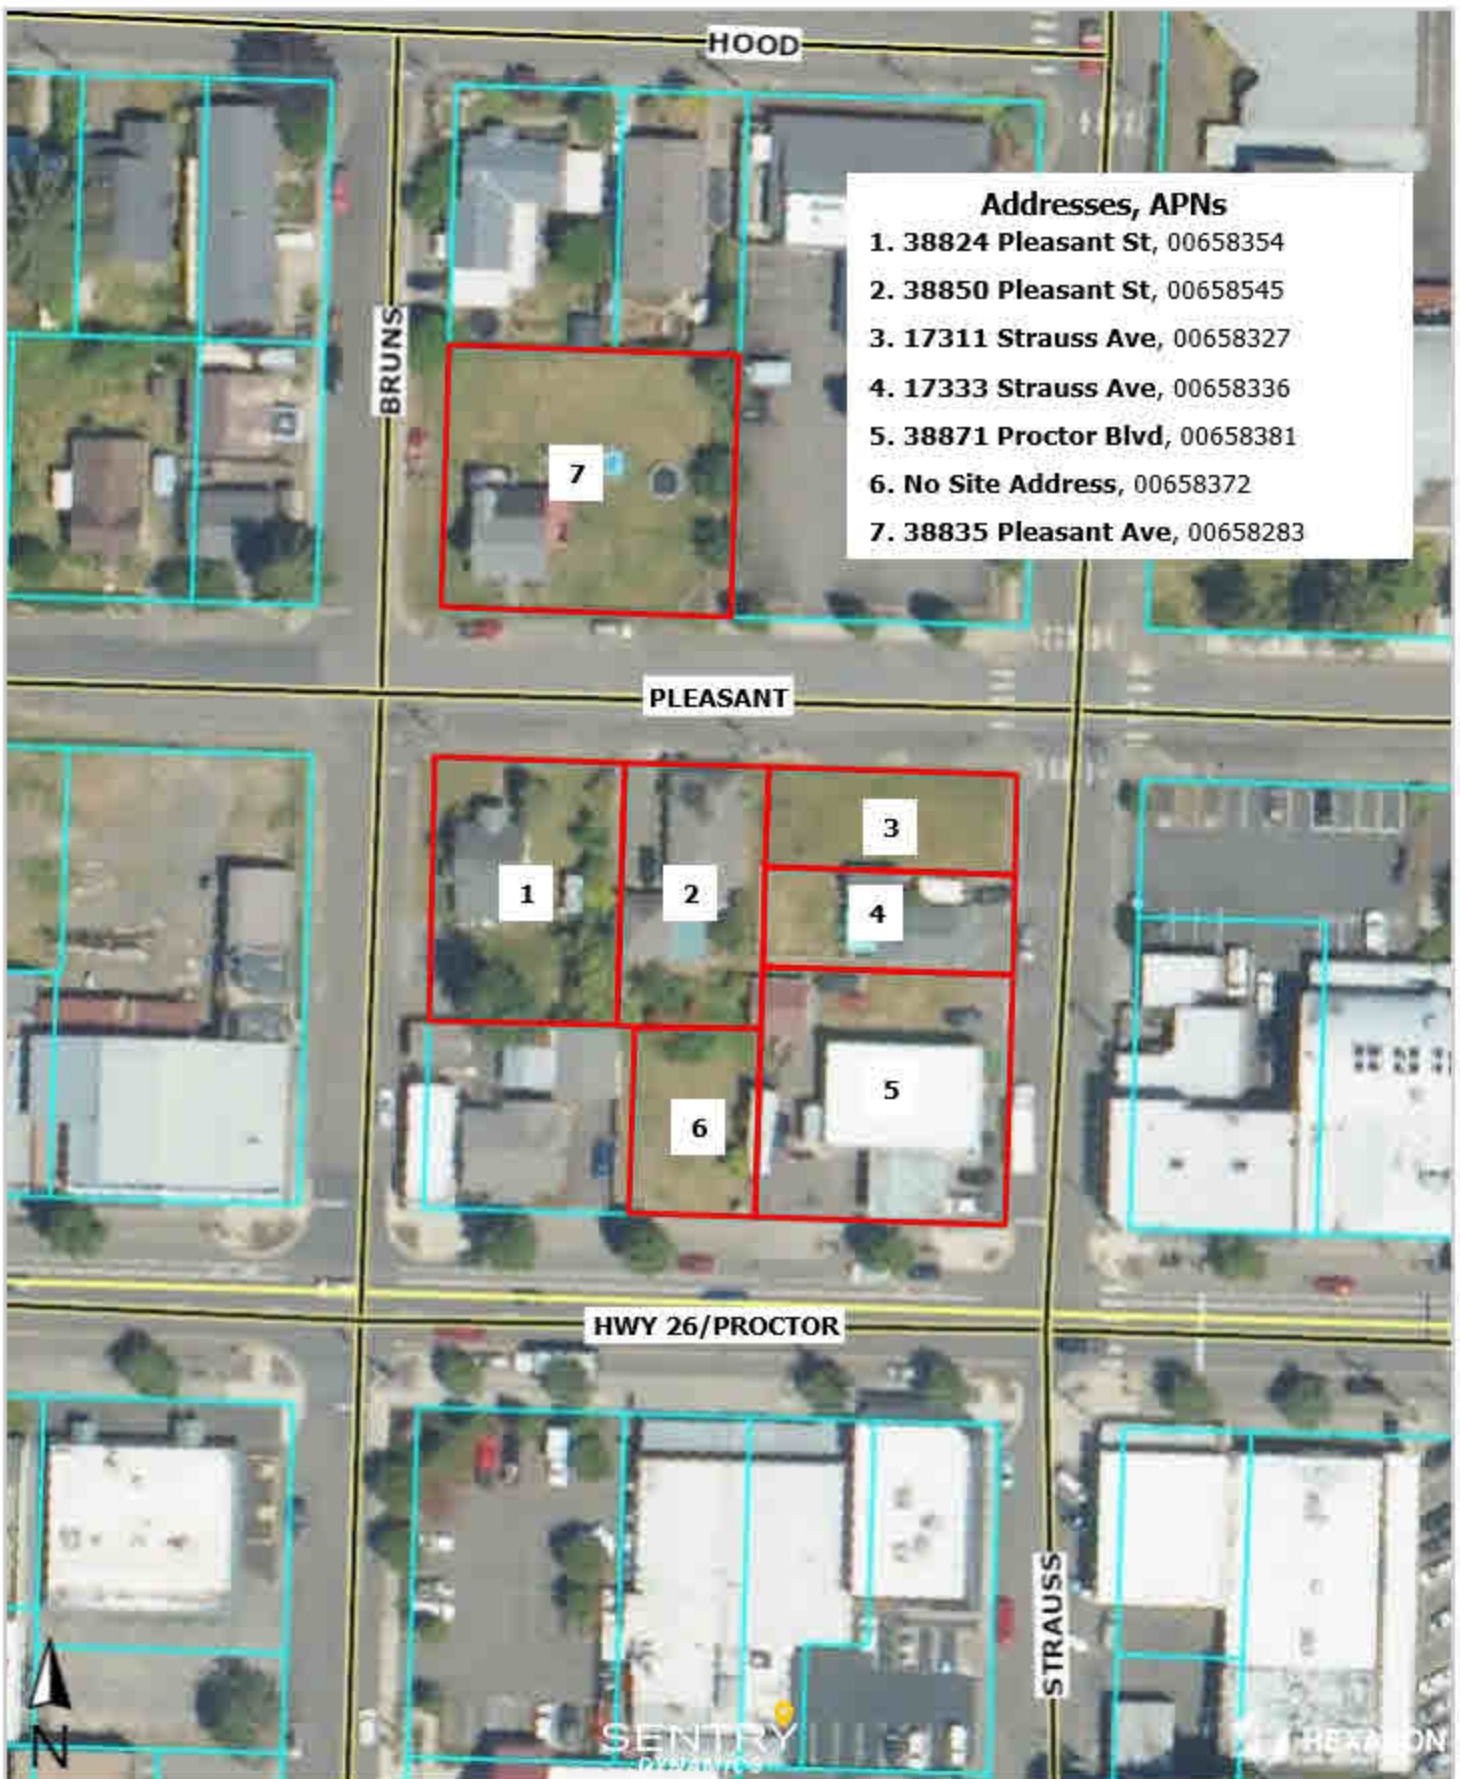 HOOD
Addresses, APNs
1. 38824 Pleasant St, 00658354
2. 38850 Pleasant St, 00658545
3. 17311 Strauss Ave, 00658327
4. 17333 Strauss Ave, 00658336
5. 38871 Proctor Blvd, 00658381
6. No Site Address, 00658372
7. 38835 Pleasant Ave, 00658283
BRUNS
7
PLEASANT
3
1
2
4
5
6
HWY 26/PROCTOR
STRAUSS
N
SENTRY
DYNAMICS
HEXAGON